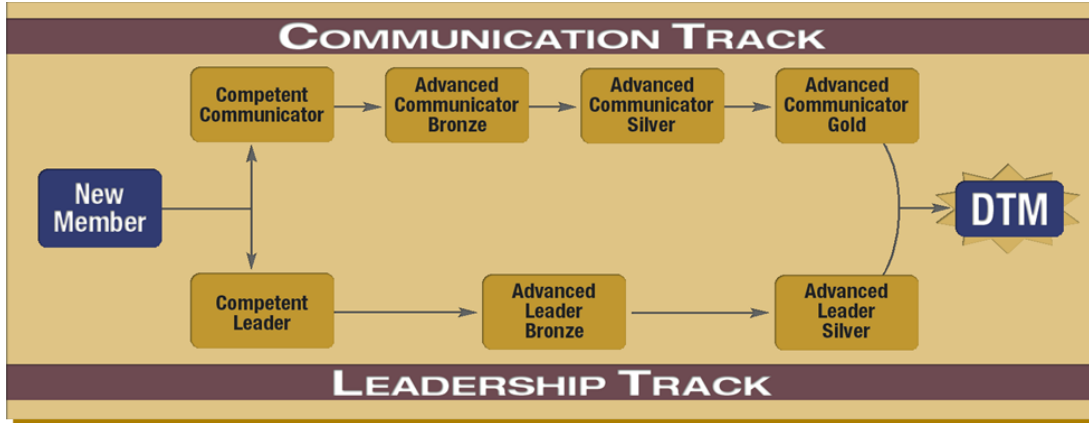 COMMUNICATION TRACK
Competent
Communicator
Advanced
Communicator
Bronze
Advanced
Communicator
Silver
Advanced
Communicator
Gold
New
Member
DTM
Competent
Leader
Advanced
Leader
Bronze
Advanced
Leader
Silver
LEADERSHIP TRACK